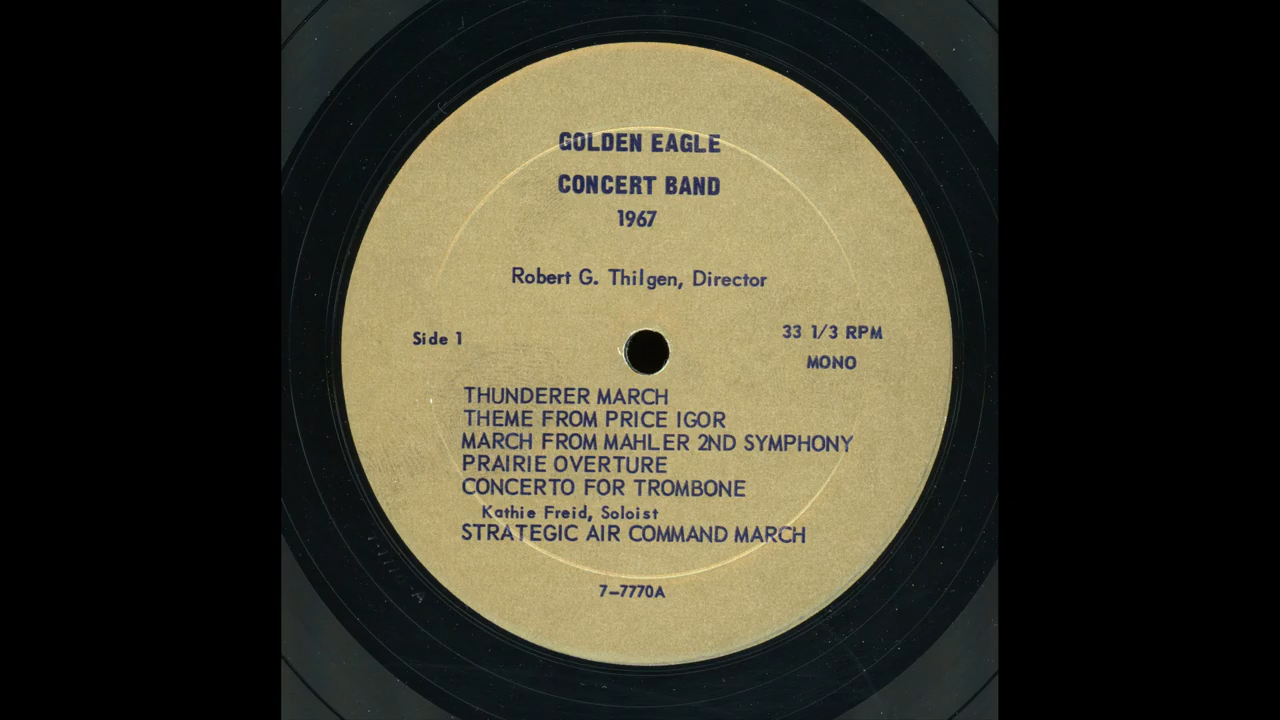 GOLDEN EAGLE
CONCERT BAND
1967
Robert G. Thilgen, Director
Side 1
33 1/3 RPM
MONO
THUNDERER MARCH
THEME FROM PRICE IGOR
MARCH FROM MAHLER 2ND SYMPHONY
PRAIRIE OVERTURE
CONCERTO FOR TROMBONE
Kathie Freid, Soloist
STRATEGIC AIR COMMAND MARCH
7-7770A